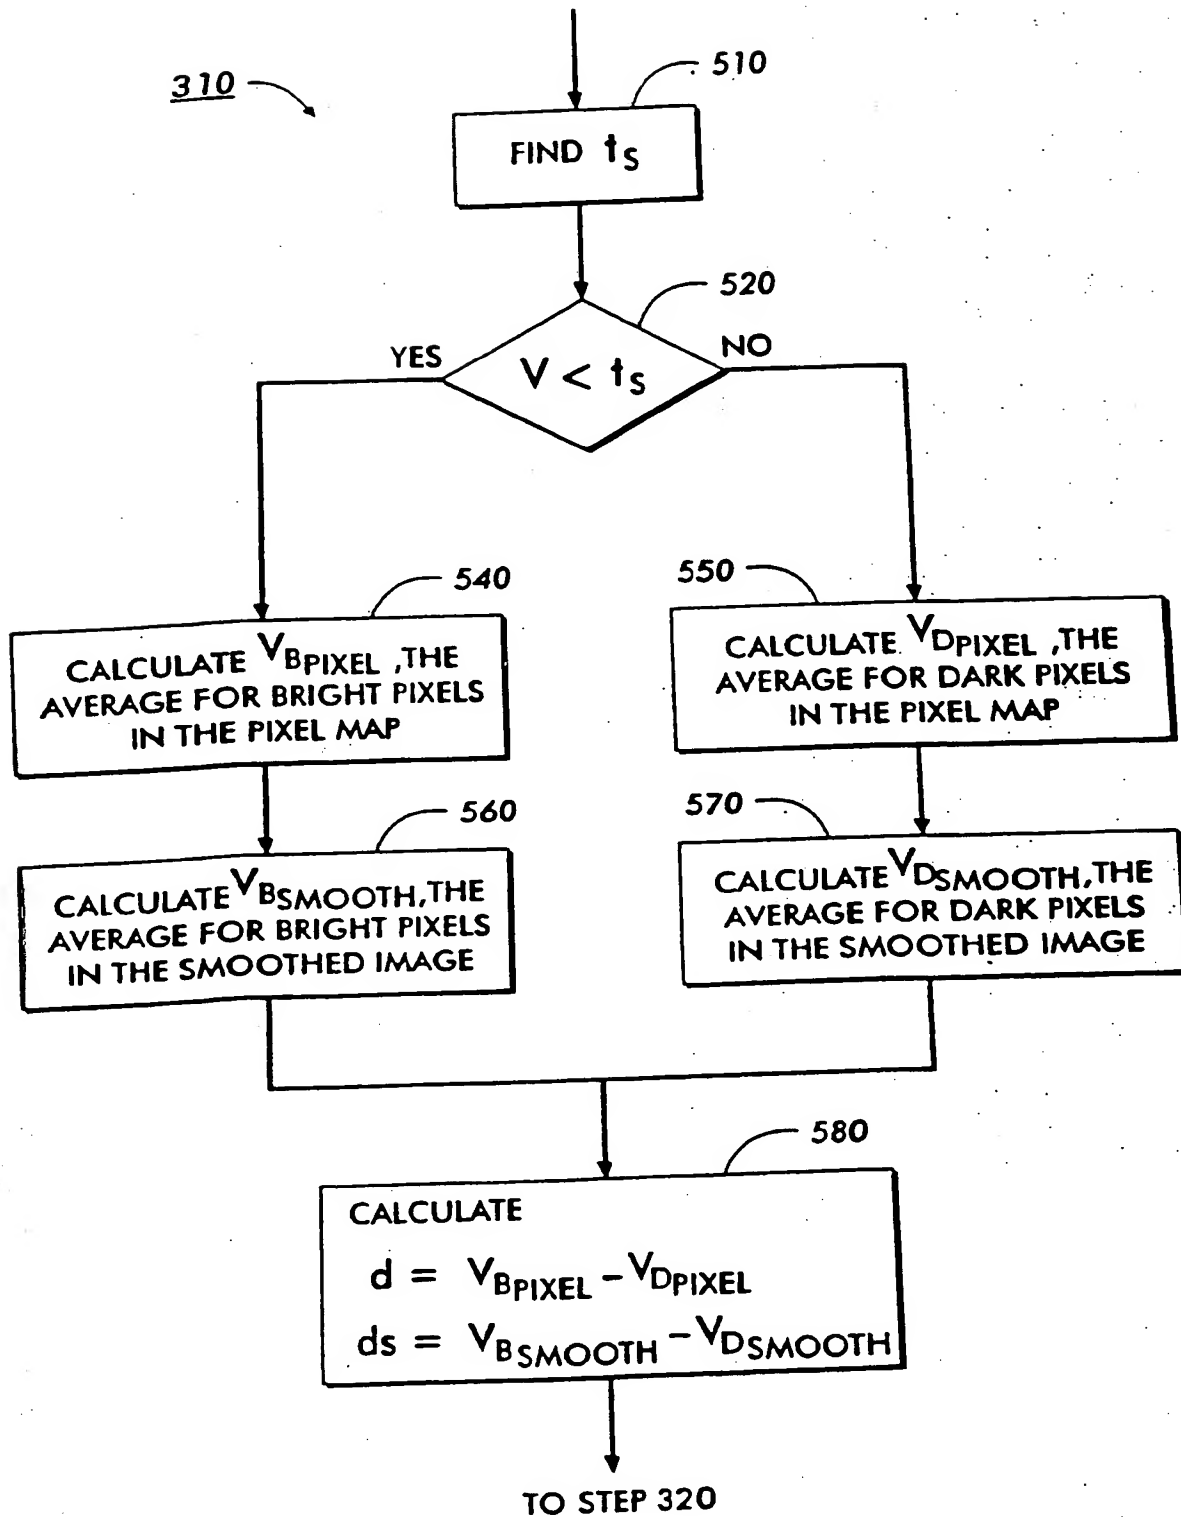 310
510
FIND tS
520
YES
V < tS
NO
540
CALCULATE VBPIXEL ,THE
AVERAGE FOR BRIGHT PIXELS
IN THE PIXEL MAP
550
CALCULATE VDPIXEL ,THE
AVERAGE FOR DARK PIXELS
IN THE PIXEL MAP
560
CALCULATE VBSMOOTH, THE
AVERAGE FOR BRIGHT PIXELS
IN THE SMOOTHED IMAGE
570
CALCULATE VDSMOOTH, THE
AVERAGE FOR DARK PIXELS
IN THE SMOOTHED IMAGE
580
CALCULATE
d = VBPIXEL - VDPIXEL
ds = VBSMOOTH - VDSMOOTH
TO STEP 320